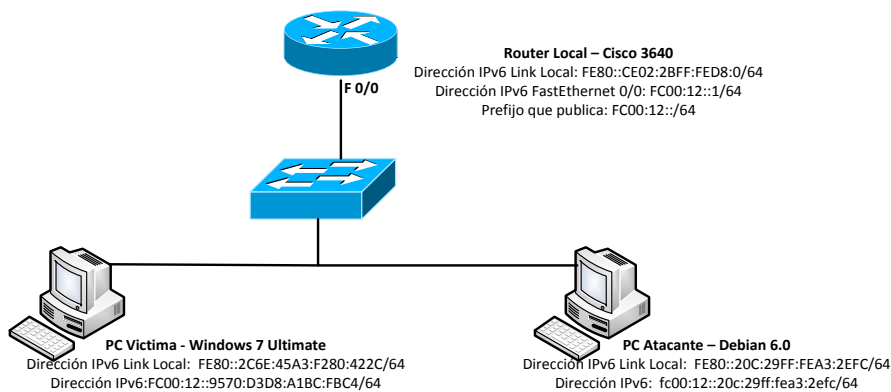 Router Local – Cisco 3640
Dirección IPv6 Link Local: FE80::CE02:2BFF:FED8:0/64
F 0/0
Dirección IPv6 FastEthernet 0/0: FC00:12::1/64
Prefijo que publica: FC00:12::/64
PC Victima - Windows 7 Ultimate
Dirección IPv6 Link Local: FE80::2C6E:45A3:F280:422C/64
Dirección IPv6:FC00:12::9570:D3D8:A1BC:FBC4/64
PC Atacante – Debian 6.0
Dirección IPv6 Link Local: FE80::20C:29FF:FEA3:2EFC/64
Dirección IPv6: fc00:12::20c:29ff:fea3:2efc/64